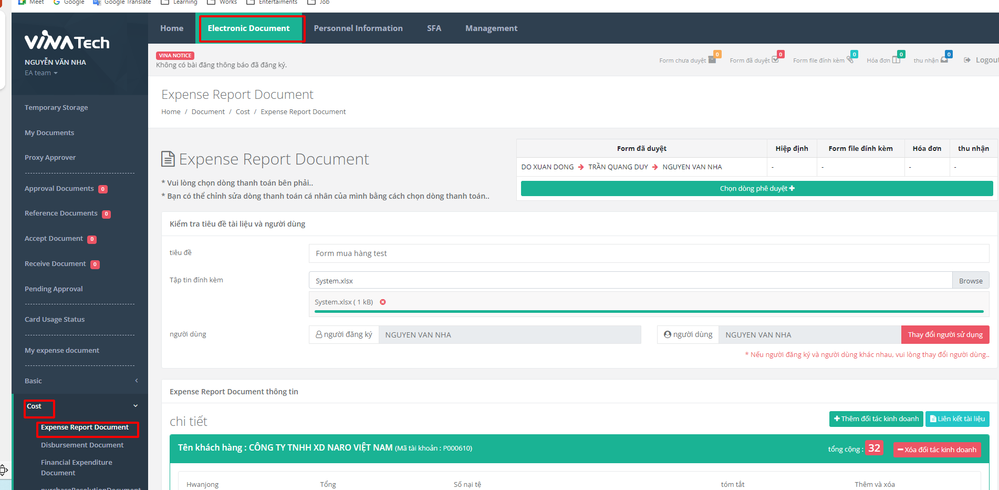 Meet Google Google Translate Learning Works Entertaiments Job
VINATech
NGUYỄN VĂN NHA
EA team
Home Electronic Document Personnel Information SFA Management
VINA NOTICE
Không có bài đăng thông báo đã đăng ký.
Form chưa duyệt 0 Form đã duyệt 0 Form file đính kèm 0 Hóa đơn 0 thu nhận 0 Logout
Temporary Storage
My Documents
Proxy Approver
Approval Documents 0
Reference Documents 0
Accept Document 0
Receive Document 0
Pending Approval
Card Usage Status
My expense document
Basic
Cost
Expense Report Document
Disbursement Document
Financial Expenditure
Document
purchaseResolutionDocument
Expense Report Document
Home / Document / Cost / Expense Report Document
Expense Report Document
* Vui lòng chọn dòng thanh toán bên phải..
* Bạn có thể chỉnh sửa dòng thanh toán cá nhân của mình bằng cách chọn dòng thanh toán..
Form đã duyệt Hiệp định Form file đính kèm Hóa đơn thu nhận
DO XUAN DONG TRẦN QUANG DUY NGUYEN VAN NHA - - - -
Chọn dòng phê duyệt
Kiểm tra tiêu đề tài liệu và người dùng
tiêu đề Form mua hàng test
Tập tin đính kèm System.xlsx Browse
System.xlsx ( 1 kB)
người dùng người đăng ký NGUYEN VAN NHA người dùng NGUYEN VAN NHA Thay đổi người sử dụng
* Nếu người đăng ký và người dùng khác nhau, vui lòng thay đổi người dùng..
Expense Report Document thông tin
chi tiết Thêm đối tác kinh doanh Liên kết tài liệu
Tên khách hàng : CÔNG TY TNHH XD NARO VIỆT NAM (Mã tài khoản : P000610) tổng cộng : 32 Xóa đối tác kinh doanh
Hwanjong Tổng Số nại tệ tóm tắt Thêm và xóa